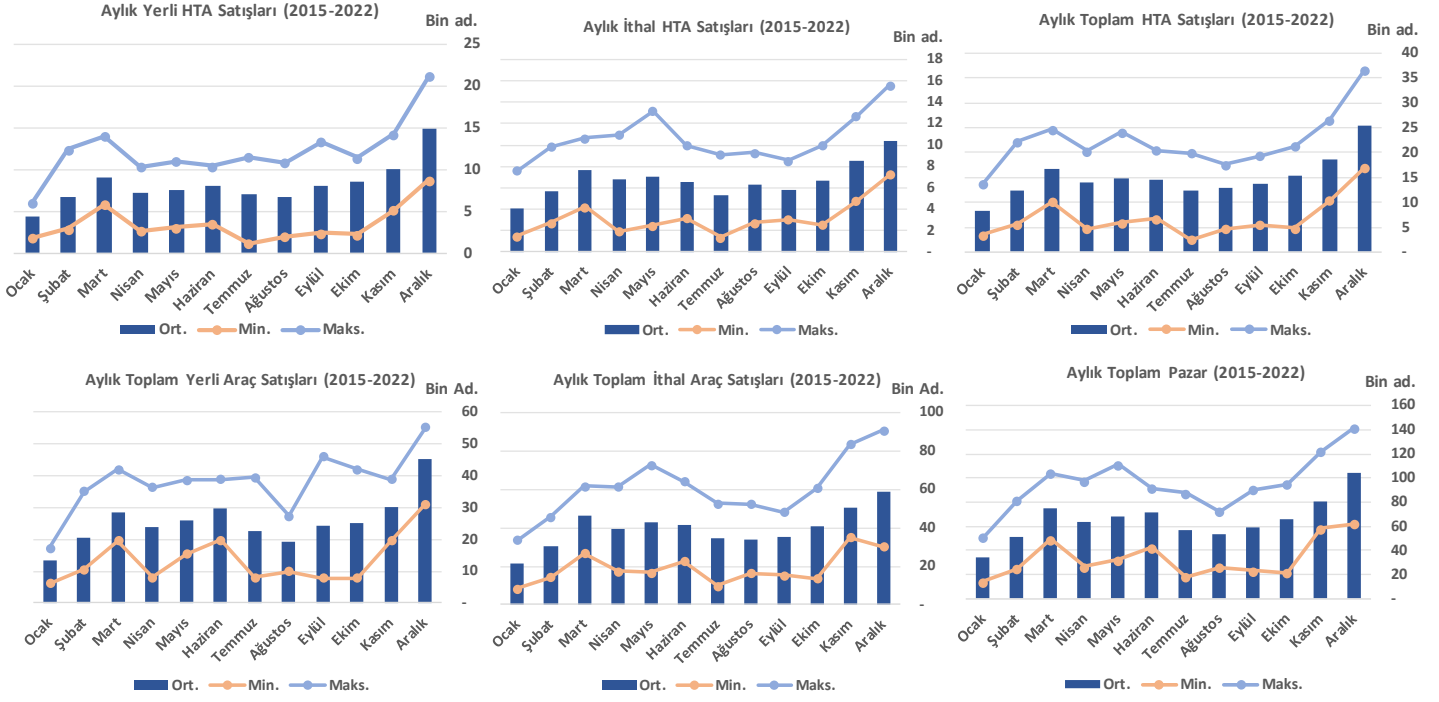 Aylık Yerli HTA Satışları (2015-2022)
Bin ad.
25
20
15
10
5
0
Ocak
Şubat
Mart
Nisan
Mayıs
Haziran
Temmuz
Ağustos
Eylül
Ekim
Kasım
Aralık
Ort. Min. Maks.
Aylık İthal HTA Satışları (2015-2022)
Bin ad.
18
16
14
12
10
8
6
4
2
-
Ocak
Şubat
Mart
Nisan
Mayıs
Haziran
Temmuz
Ağustos
Eylül
Ekim
Kasım
Aralık
Ort. Min. Maks.
Aylık Toplam HTA Satışları (2015-2022)
Bin ad.
40
35
30
25
20
15
10
5
-
Ocak
Şubat
Mart
Nisan
Mayıs
Haziran
Temmuz
Ağustos
Eylül
Ekim
Kasım
Aralık
Ort. Min. Maks.
Aylık Toplam Yerli Araç Satışları (2015-2022)
Bin Ad.
60
50
40
30
20
10
-
Ocak
Şubat
Mart
Nisan
Mayıs
Haziran
Temmuz
Ağustos
Eylül
Ekim
Kasım
Aralık
Ort. Min. Maks.
Aylık Toplam İthal Araç Satışları (2015-2022)
Bin Ad.
100
80
60
40
20
-
Ocak
Şubat
Mart
Nisan
Mayıs
Haziran
Temmuz
Ağustos
Eylül
Ekim
Kasım
Aralık
Ort. Min. Maks.
Aylık Toplam Pazar (2015-2022)
Bin ad.
160
140
120
100
80
60
40
20
-
Ocak
Şubat
Mart
Nisan
Mayıs
Haziran
Temmuz
Ağustos
Eylül
Ekim
Kasım
Aralık
Ort. Min. Maks.